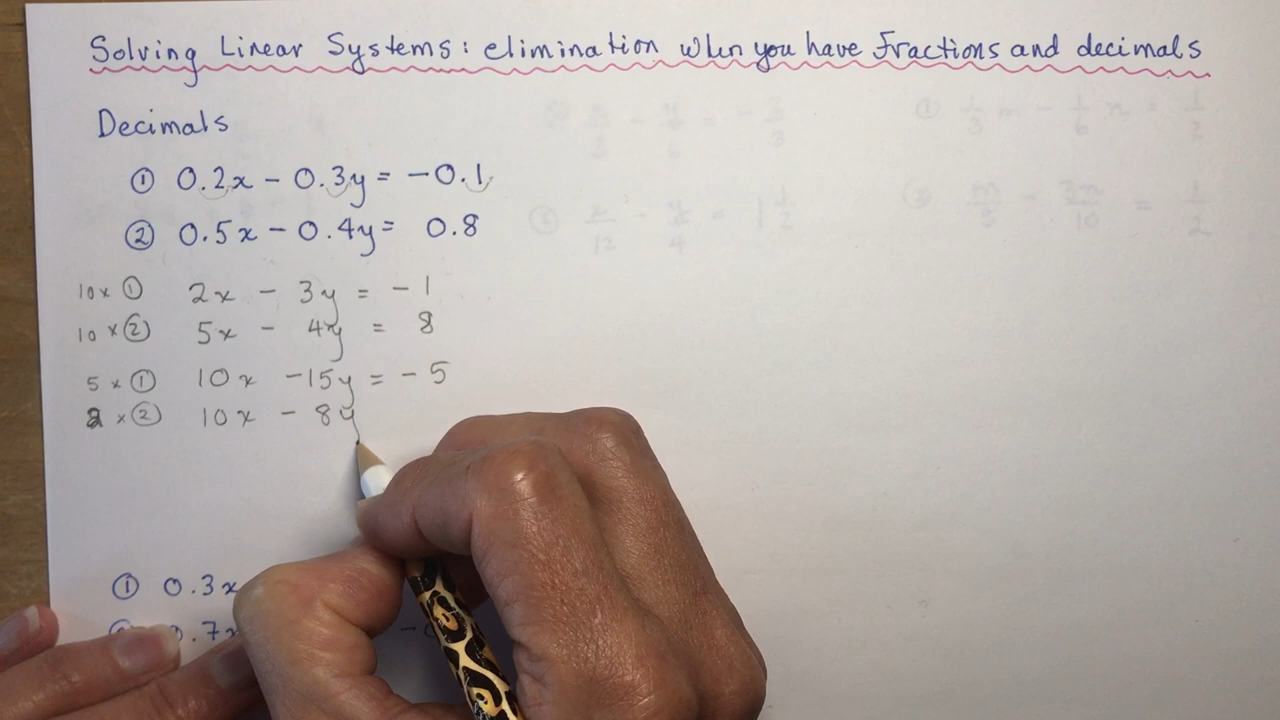 Solving Linear Systems: elimination when you have Fractions and decimals
Decimals
① 0.2x - 0.3y = -0.1
② 0.5x - 0.4y = 0.8
10 x ① 2x - 3y = -1
10 x ② 5x - 4y = 8
5 x ① 10x - 15y = -5
2 x ② 10x - 8y
① 0.3x